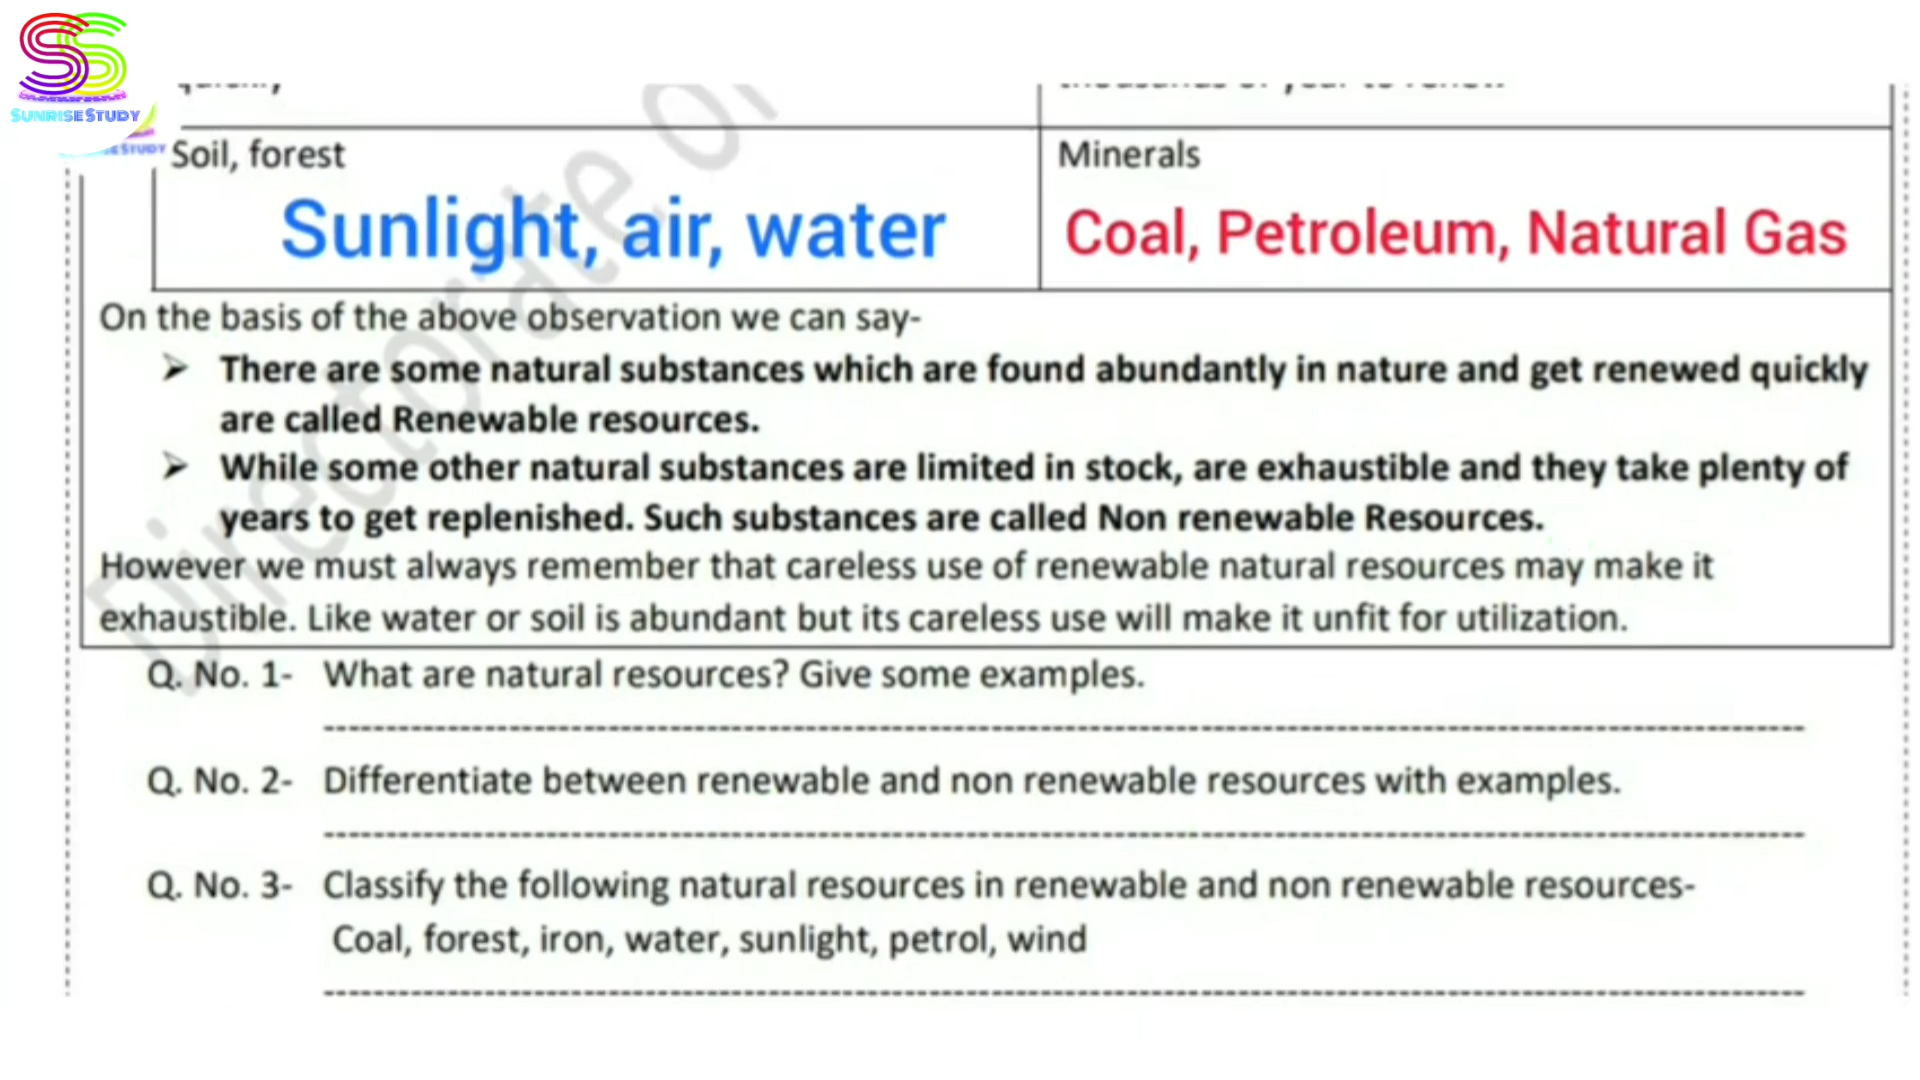 SUNRISESTUDY
ESTUDY
Soil, forest
Minerals
Sunlight, air, water
Coal, Petroleum, Natural Gas
On the basis of the above observation we can say-
➢ There are some natural substances which are found abundantly in nature and get renewed quickly
are called Renewable resources.
➢ While some other natural substances are limited in stock, are exhaustible and they take plenty of
years to get replenished. Such substances are called Non renewable Resources.
However we must always remember that careless use of renewable natural resources may make it
exhaustible. Like water or soil is abundant but its careless use will make it unfit for utilization.
Directorate of
Q. No. 1- What are natural resources? Give some examples.
Q. No. 2- Differentiate between renewable and non renewable resources with examples.
Q. No. 3- Classify the following natural resources in renewable and non renewable resources-
Coal, forest, iron, water, sunlight, petrol, wind